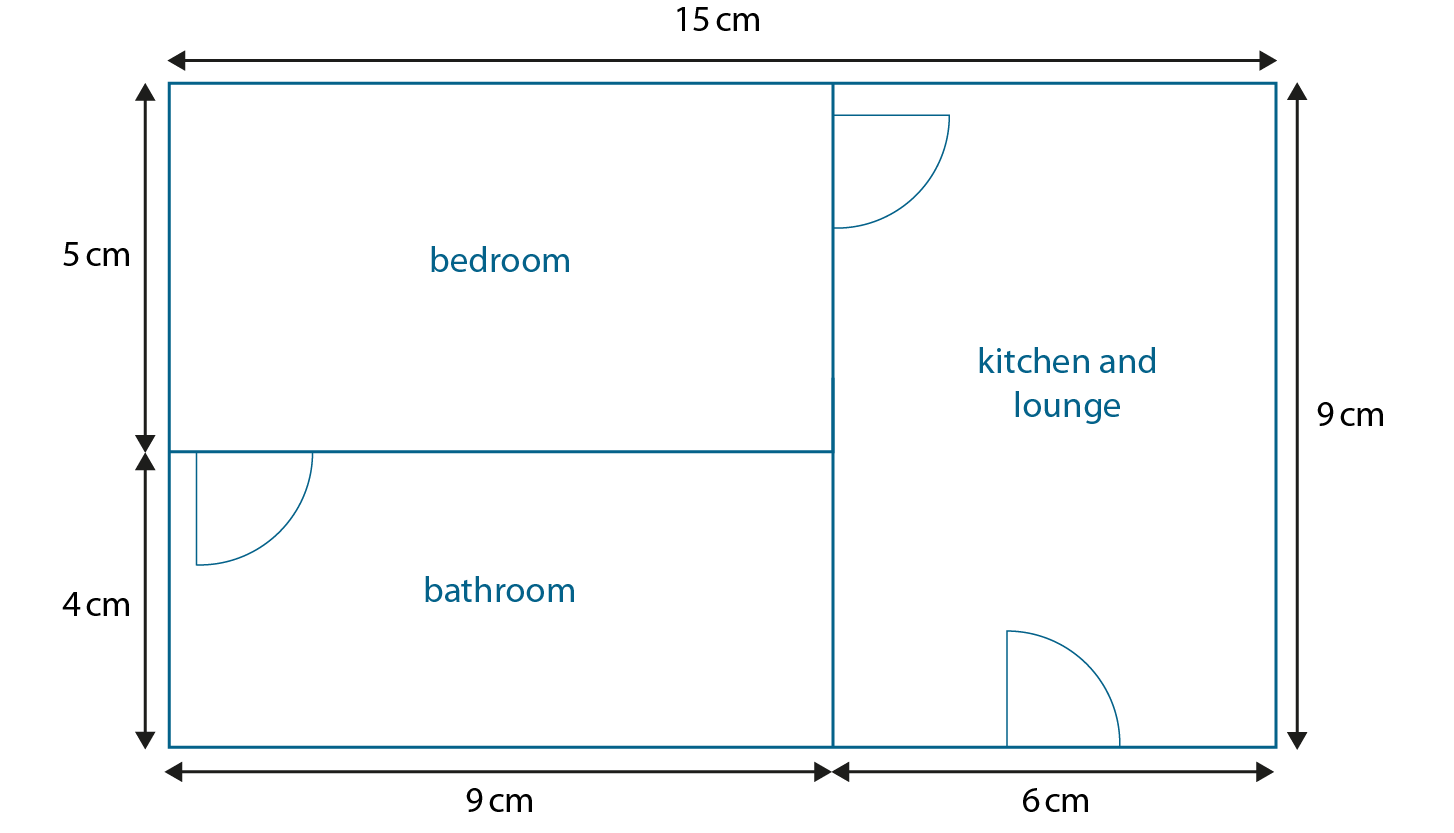 15 cm
5 cm
bedroom
kitchen and
lounge
9 cm
4 cm
bathroom
9 cm
6 cm